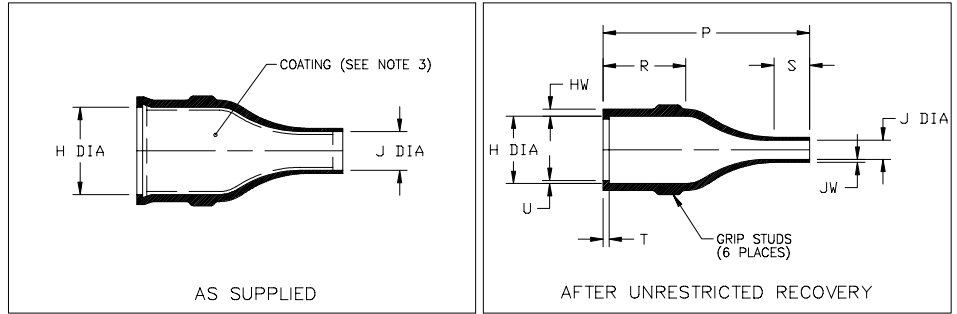 COATING (SEE NOTE 3)
H DIA
J DIA
AS SUPPLIED
P
R
S
HW
J DIA
H DIA
JW
U
T
GRIP STUDS
(6 PLACES)
AFTER UNRESTRICTED RECOVERY